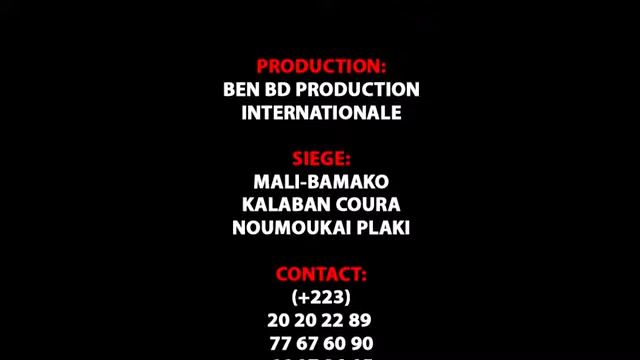 PRODUCTION:
BEN BD PRODUCTION
INTERNATIONALE
SIEGE:
MALI-BAMAKO
KALABAN COURA
NOUMOUKAI PLAKI
CONTACT:
(+223)
20 20 22 89
77 67 60 90